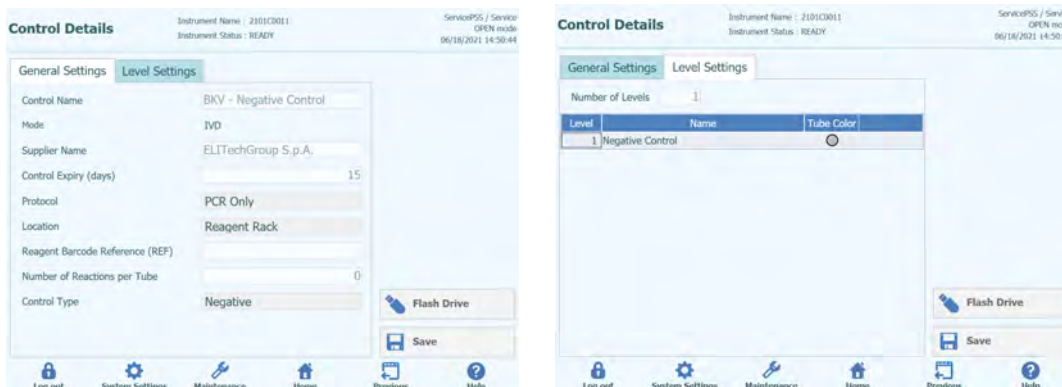 Control Details
Instrument Name : 2101C0011
Instrument Status : READY
ServicePSS / Service
OPEN mode
06/18/2021 14:50:44
General Settings
Level Settings
Control Name BKV - Negative Control
Mode IVD
Supplier Name ELITechGroup S.p.A.
Control Expiry (days) 15
Protocol PCR Only
Location Reagent Rack
Reagent Barcode Reference (REF)
Number of Reactions per Tube 0
Control Type Negative
Flash Drive
Save
Log out System Settings Maintenance Home Previous Help
Control Details
Instrument Name : 2101C0011
Instrument Status : READY
ServicePSS / Servi
OPEN mo
06/18/2021 14:50:
General Settings
Level Settings
Number of Levels 1
Level Name Tube Color
1 Negative Control
Flash Drive
Save
Log out System Settings Maintenance Home Previous Help